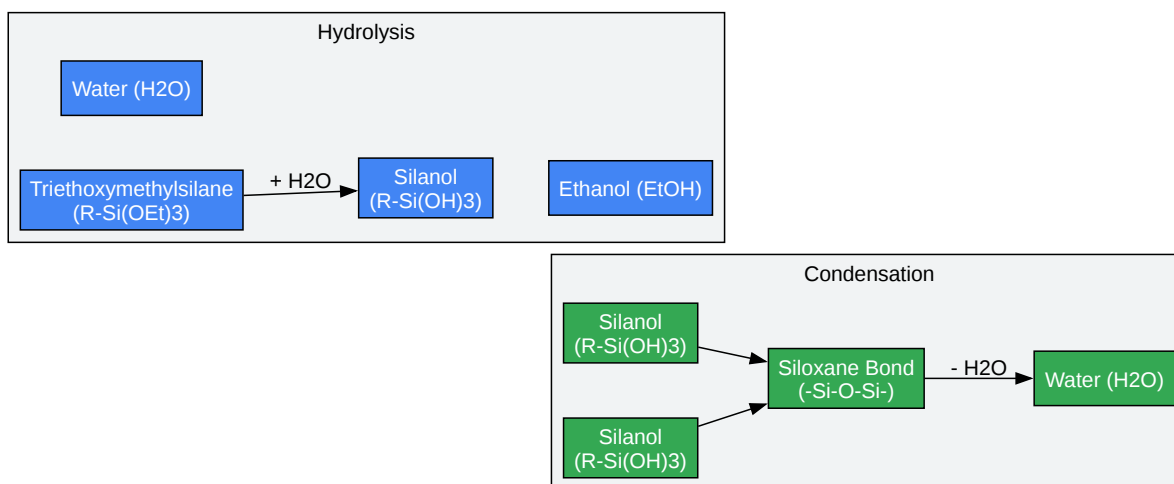 Hydrolysis
Water (H2O)
Triethoxymethylsilane
(R-Si(OEt)3)
+ H2O
Silanol
(R-Si(OH)3)
Ethanol (EtOH)
Condensation
Silanol
(R-Si(OH)3)
Siloxane Bond
(-Si-O-Si-)
- H2O
Water (H2O)
Silanol
(R-Si(OH)3)